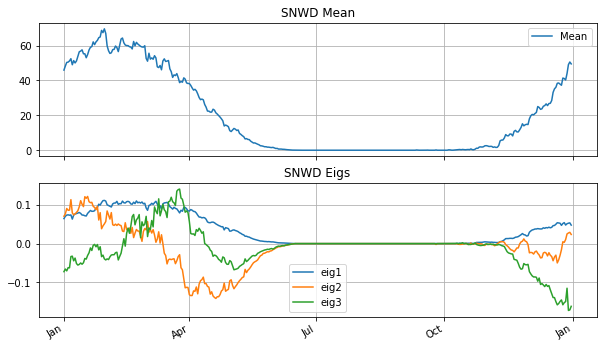 SNWD Mean
60
40
20
0
Mean
SNWD Eigs
0.1
0.0
−0.1
eig1
eig2
eig3
Jan Apr Jul Oct Jan